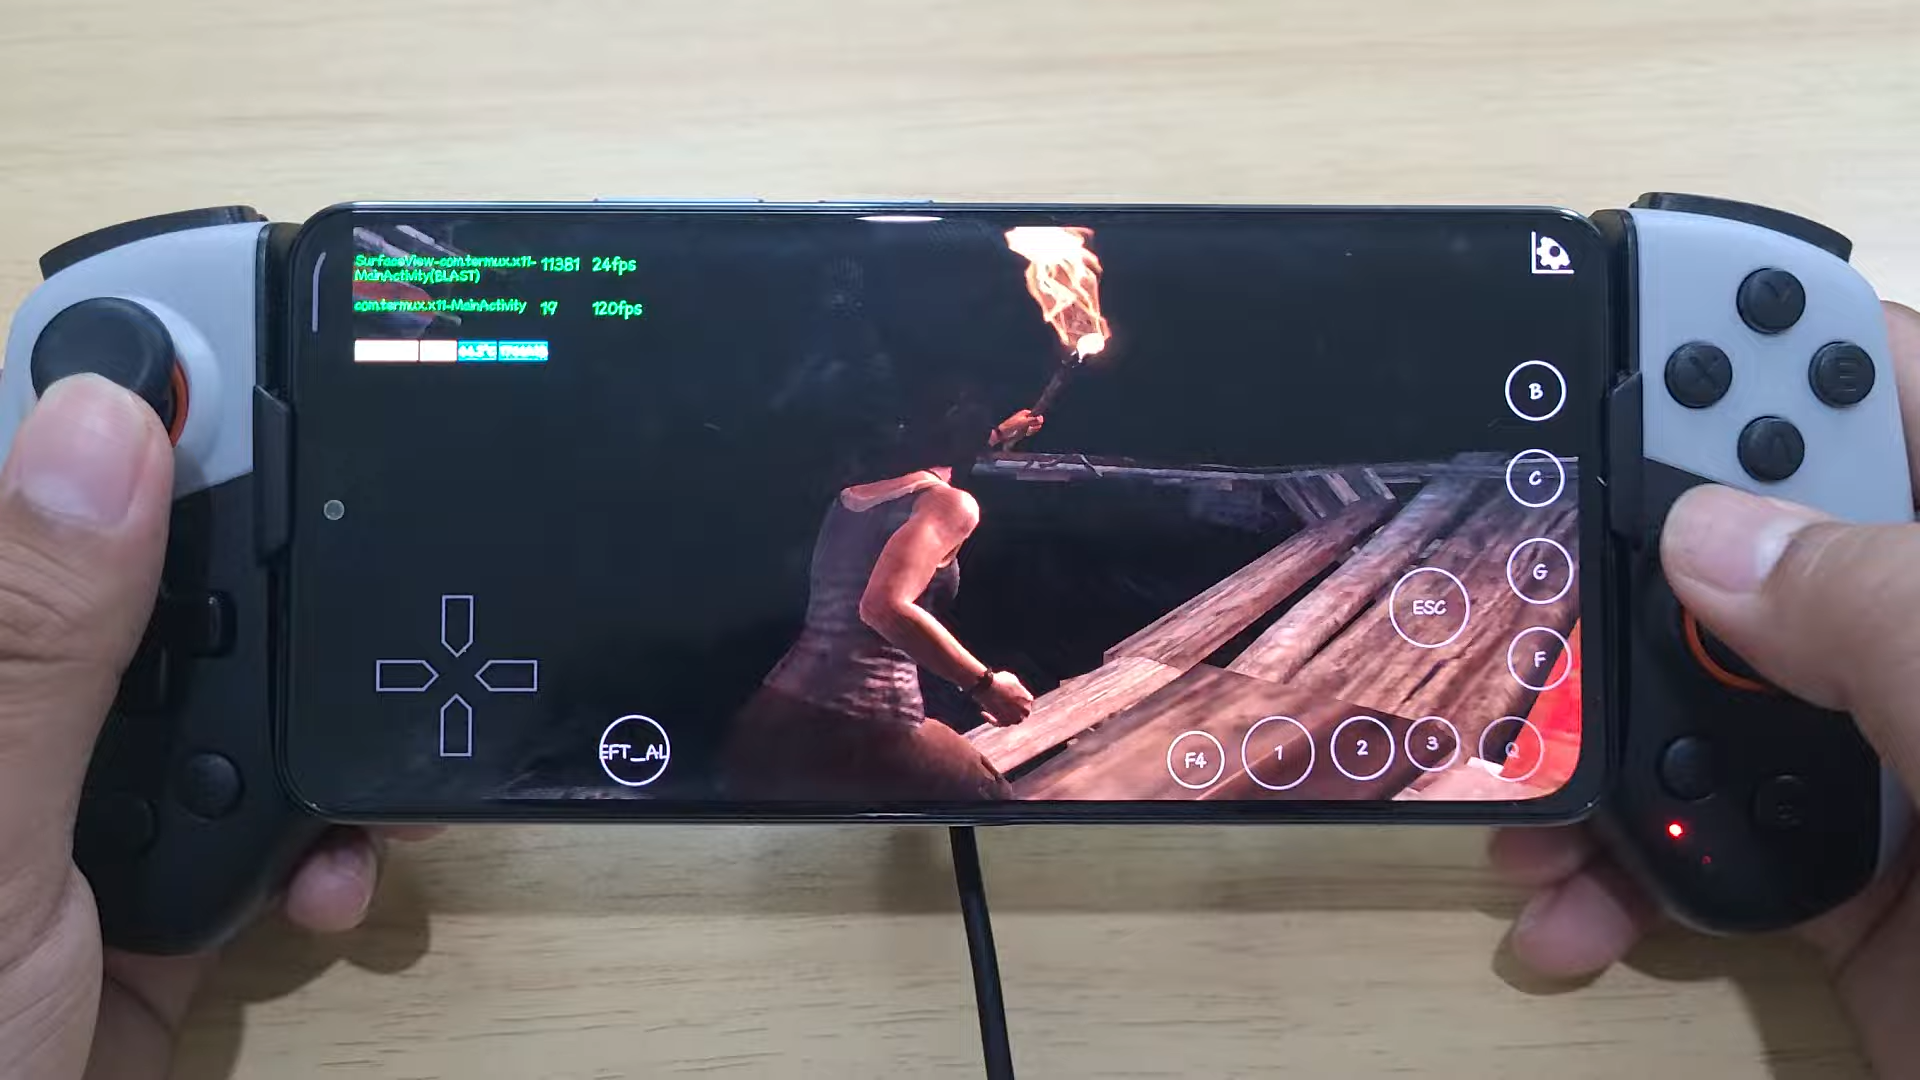 SurfaceView-com.termux.x11- 11381 24fps
MainActivity(BLAST)
com.termux.x11-MainActivity 19 120fps
Y
X
B
C
G
ESC
F
EFT_AL
F4
1
2
3
Q